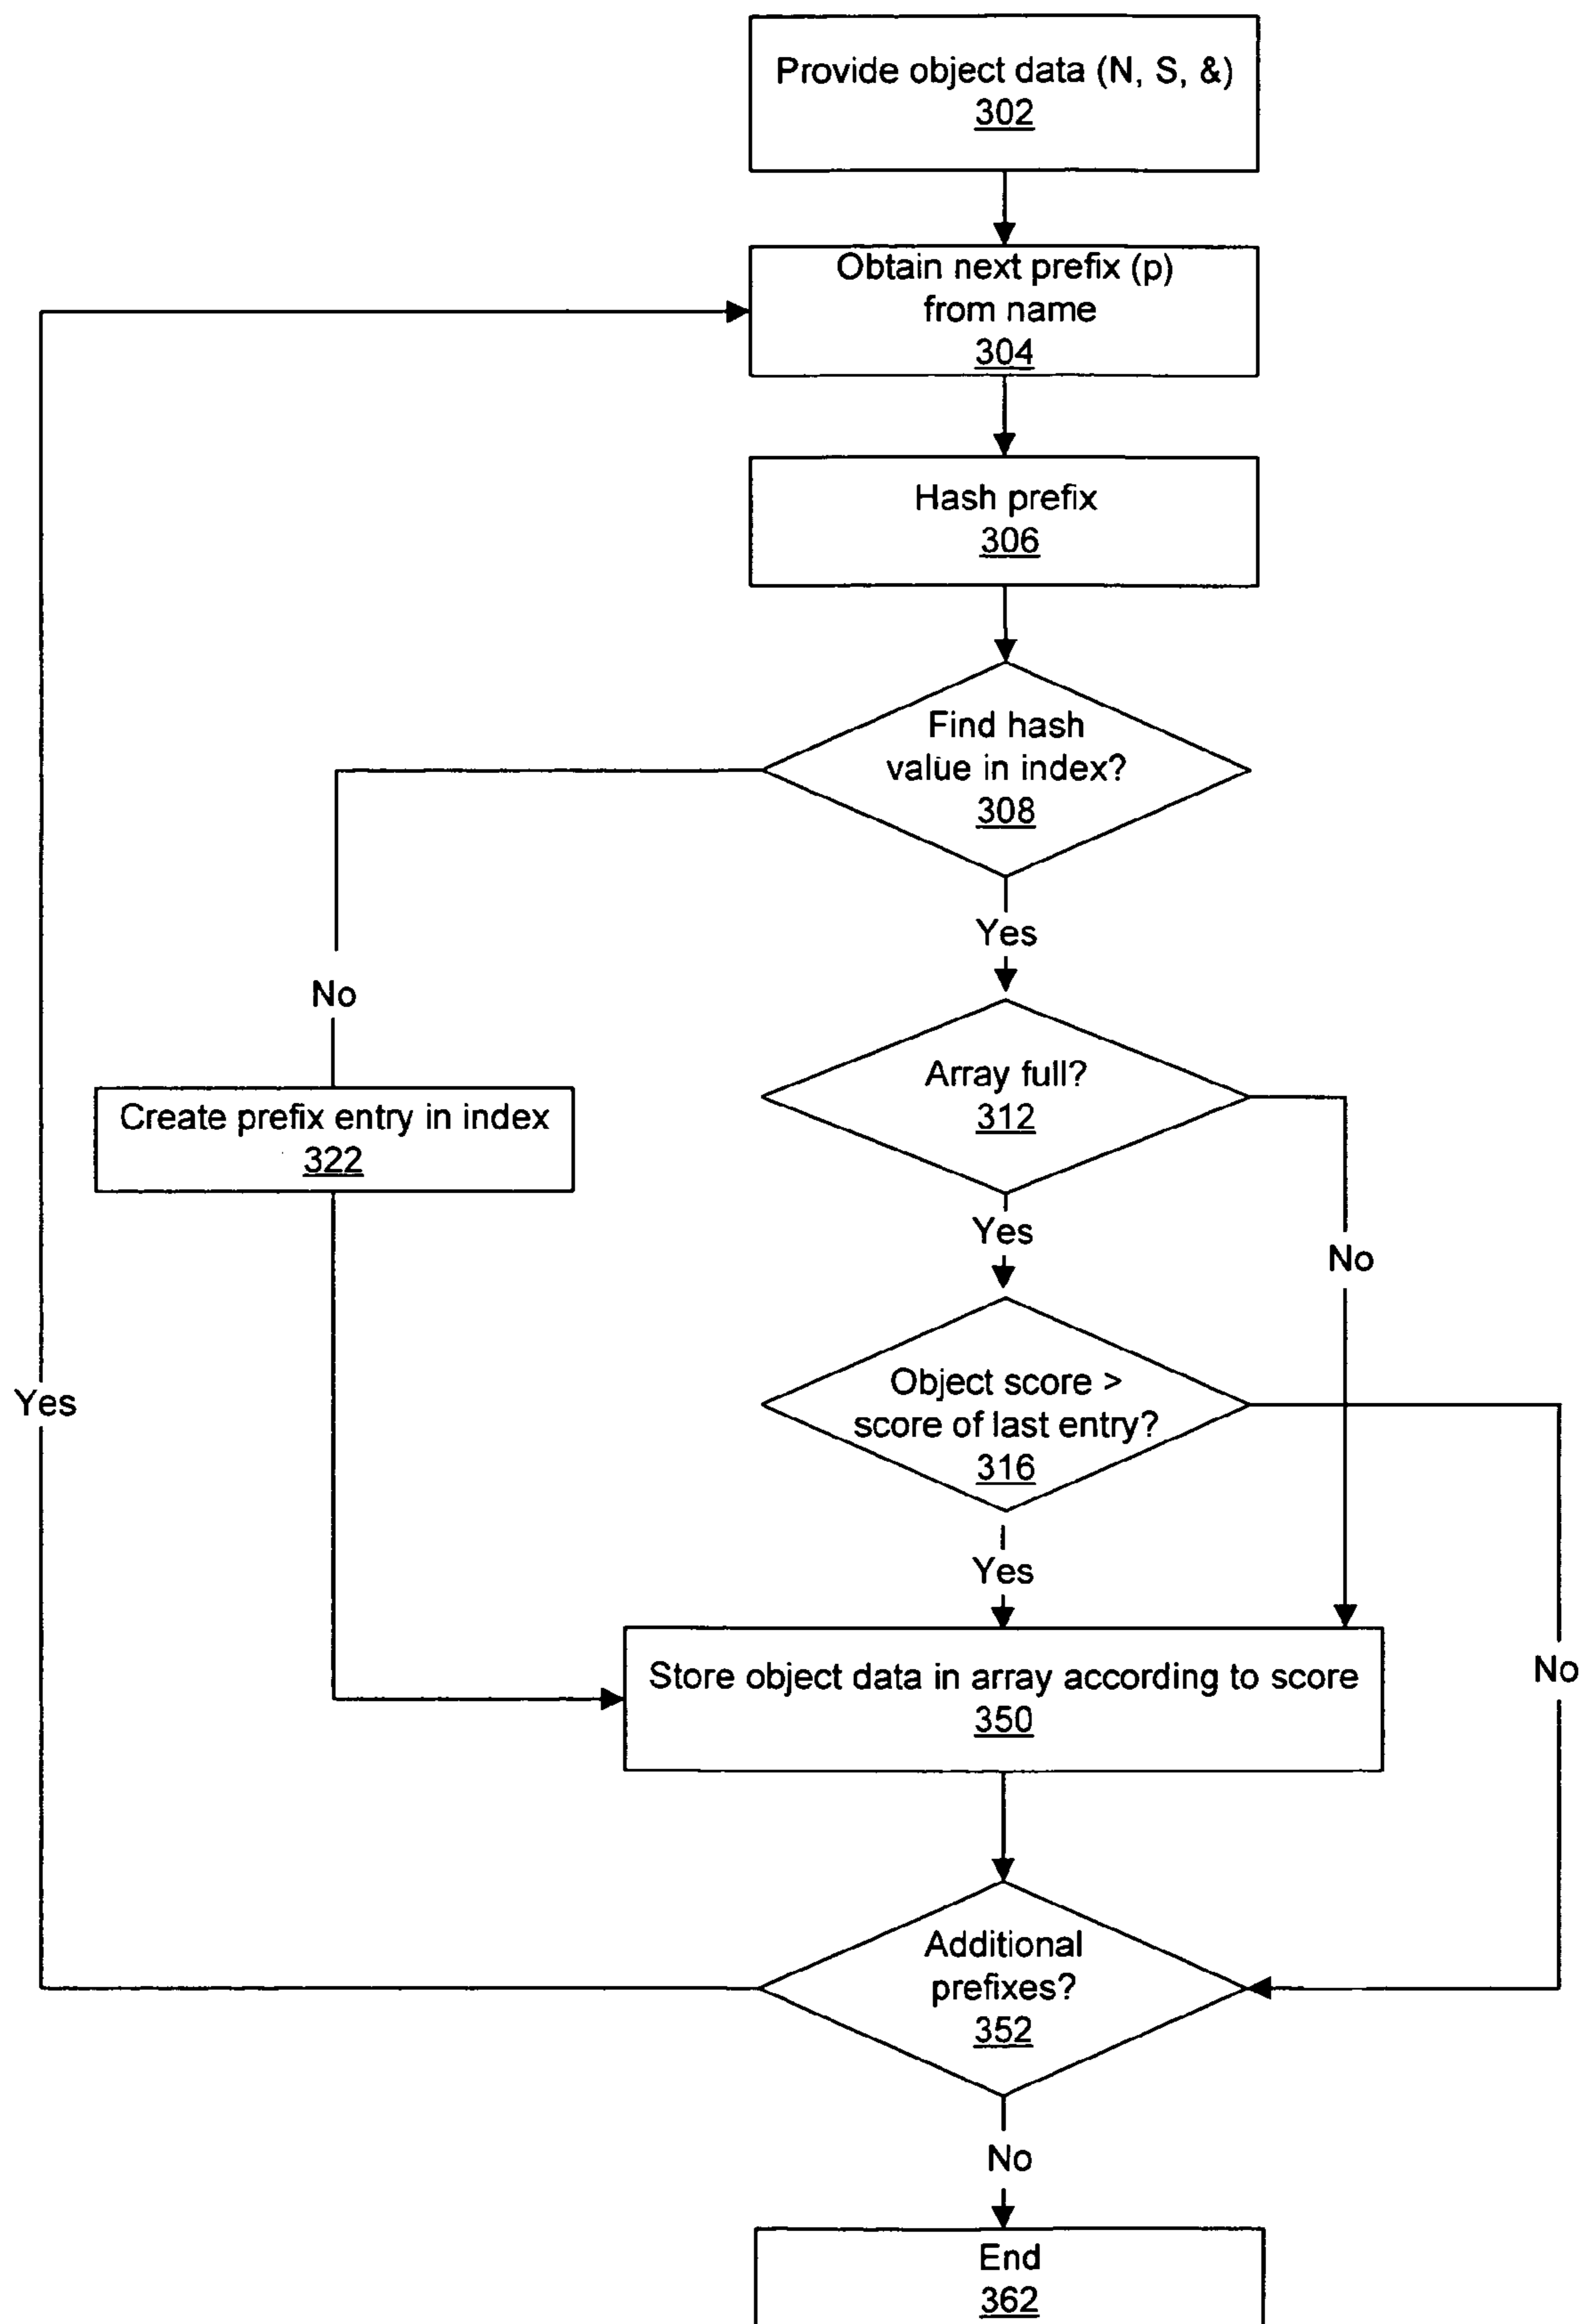 Provide object data (N, S, &)
302
Obtain next prefix (p)
from name
304
Hash prefix
306
Find hash
value in index?
308
Yes
No
Array full?
312
Create prefix entry in index
322
Yes
No
Object score >
score of last entry?
316
Yes
Yes
No
Store object data in array according to score
350
Additional
prefixes?
352
No
End
362